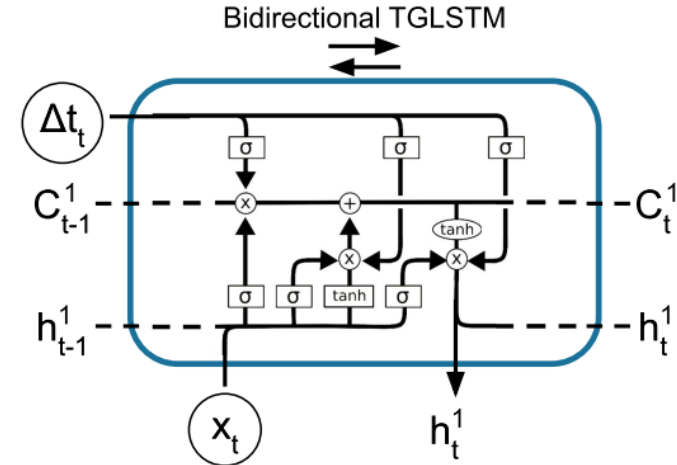 Bidirectional TGLSTM
Δt_t
σ σ σ
C^1_{t-1} x + C^1_t
tanh
x x
σ σ tanh σ
h^1_{t-1} h^1_t
x_t h^1_t